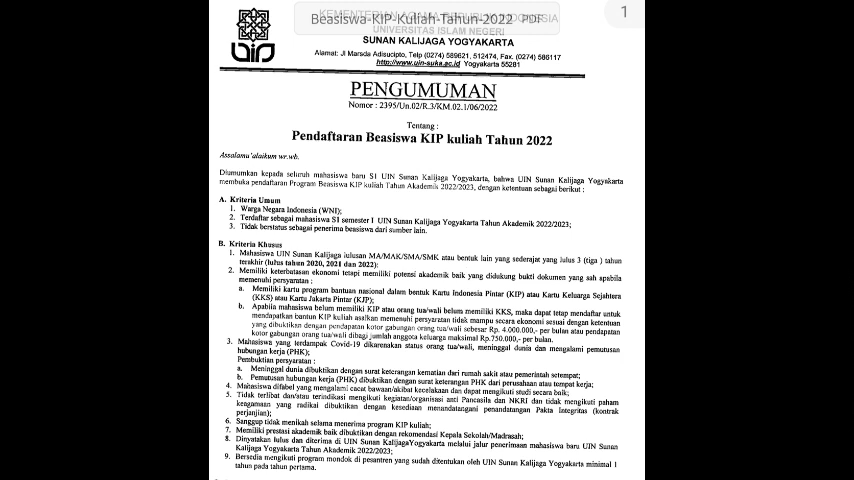 KEMENTERIAN AGAMA REPUBLIK INDONESIA
Beasiswa-KIP-Kuliah-Tahun-2022 PDF
1
UNIVERSITAS ISLAM NEGERI
SUNAN KALIJAGA YOGYAKARTA
Alamat: Jl Marsda Adisucipto, Telp (0274) 589621, 512474, Fax. (0274) 586117
http://www.uin-suka.ac.id Yogyakarta 55281
PENGUMUMAN
Nomor : 2395/Un.02/R.3/KM.02.1/06/2022
Tentang :
Pendaftaran Beasiswa KIP kuliah Tahun 2022
Assalamu'alaikum wr.wb.
Diumumkan kepada seluruh mahasiswa baru S1 UIN Sunan Kalijaga Yogyakarta, bahwa UIN Sunan Kalijaga Yogyakarta
membuka pendaftaran Program Beasiswa KIP kuliah Tahun Akademik 2022/2023, dengan ketentuan sebagai berikut :
A. Kriteria Umum
1. Warga Negara Indonesia (WNI);
2. Terdaftar sebagai mahasiswa S1 semester I UIN Sunan Kalijaga Yogyakarta Tahun Akademik 2022/2023;
3. Tidak berstatus sebagai penerima beasiswa dari sumber lain.
B. Kriteria Khusus
1. Mahasiswa UIN Sunan Kalijaga lulusan MA/MAK/SMA/SMK atau bentuk lain yang sederajat yang lulus 3 (tiga ) tahun
terakhir (lulus tahun 2020, 2021 dan 2022);
2. Memiliki keterbatasan ekonomi tetapi memiliki potensi akademik baik yang didukung bukti dokumen yang sah apabila
memenuhi persyaratan :
a. Memiliki kartu program bantuan nasional dalam bentuk Kartu Indonesia Pintar (KIP) atau Kartu Keluarga Sejahtera
(KKS) atau Kartu Jakarta Pintar (KJP);
b. Apabila mahasiswa belum memiliki KIP atau orang tua/wali belum memiliki KKS, maka dapat tetap mendaftar untuk
mendapatkan bantun KIP kuliah asalkan memenuhi persyaratan tidak mampu secara ekonomi sesuai dengan ketentuan
yang dibuktikan dengan pendapatan kotor gabungan orang tua/wali sebesar Rp. 4.000.000,- per bulan atau pendapatan
kotor gabungan orang tua/wali dibagi jumlah anggota keluarga maksimal Rp.750.000,- per bulan.
3. Mahasiswa yang terdampak Covid-19 dikarenakan status orang tua/wali, meninggal dunia dan mengalami pemutusan
hubungan kerja (PHK);
Pembuktian persyaratan :
a. Meninggal dunia dibuktikan dengan surat keterangan kematian dari rumah sakit atau pemerintah setempat;
b. Pemutusan hubungan kerja (PHK) dibuktikan dengan surat keterangan PHK dari perusahaan atau tempat kerja;
4. Mahasiswa difabel yang mengalami cacat bawaan/akibat kecelakaan dan dapat mengikuti studi secara baik;
5. Tidak terlibat dan/atau terindikasi mengikuti kegiatan/organisasi anti Pancasila dan NKRI dan tidak mengikuti paham
keagamaan yang radikal dibuktikan dengan kesediaan menandatangani penandatangan Pakta Integritas (kontrak
perjanjian);
6. Sanggup tidak menikah selama menerima program KIP kuliah;
7. Memiliki prestasi akademik baik dibuktikan dengan rekomendasi Kepala Sekolah/Madrasah;
8. Dinyatakan lulus dan diterima di UIN Sunan KalijagaYogyakarta melalui jalur penerimaan mahasiswa baru UIN Sunan
Kalijaga Yogyakarta Tahun Akademik 2022/2023;
9. Bersedia mengikuti program mondok di pesantren yang sudah ditentukan oleh UIN Sunan Kalijaga Yogyakarta minimal 1
tahun pada tahun pertama.